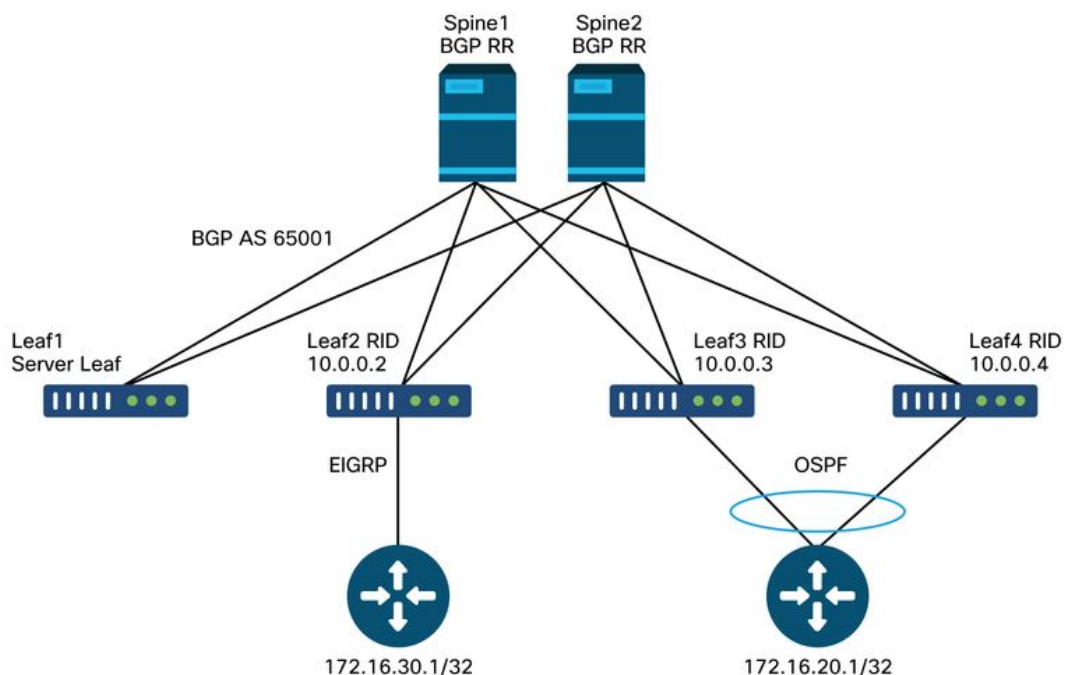 Spine1
BGP RR
Spine2
BGP RR
BGP AS 65001
Leaf1
Server Leaf
Leaf2 RID
10.0.0.2
Leaf3 RID
10.0.0.3
Leaf4 RID
10.0.0.4
EIGRP
OSPF
172.16.30.1/32
172.16.20.1/32